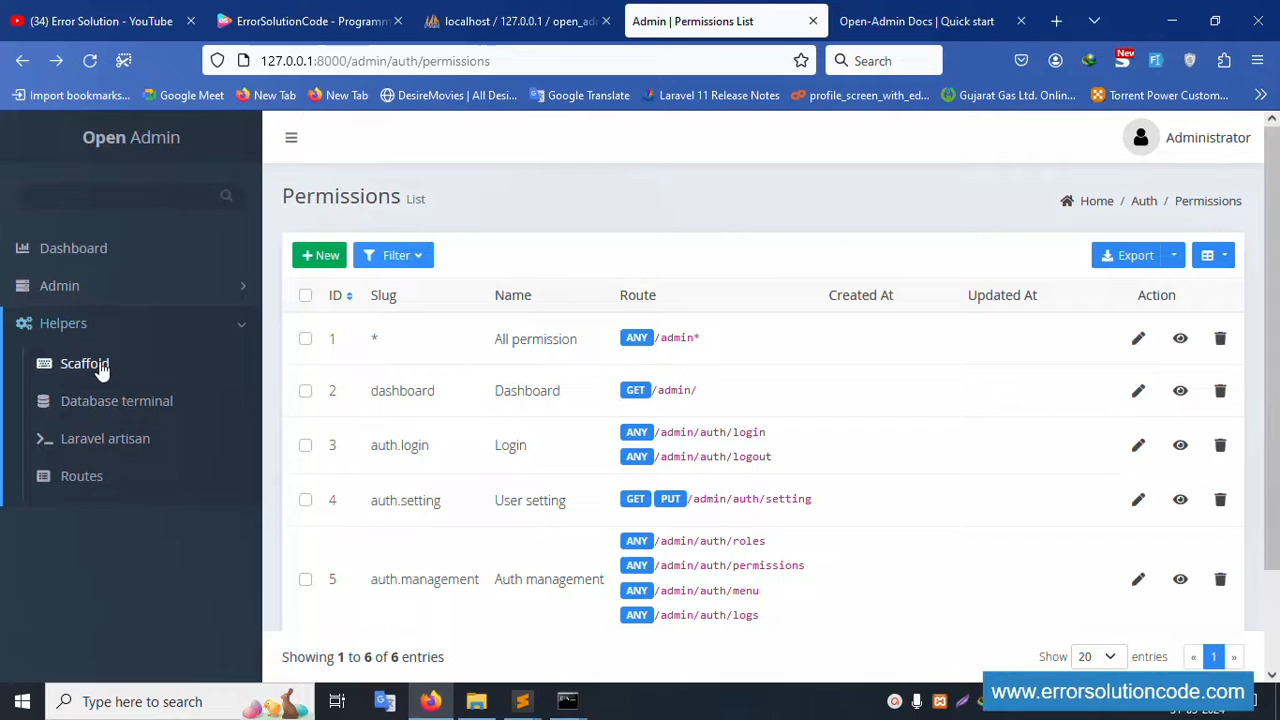 (34) Error Solution - YouTube
ErrorSolutionCode - Programm
localhost / 127.0.0.1 / open_adm
Admin | Permissions List
Open-Admin Docs | Quick start
127.0.0.1:8000/admin/auth/permissions
Search
New
Import bookmarks...
Google Meet
New Tab
New Tab
DesireMovies | All Desi...
Google Translate
Laravel 11 Release Notes
profile_screen_with_ed...
Gujarat Gas Ltd. Onlin...
Torrent Power Custom...
Open Admin
Administrator
Permissions List
Home / Auth / Permissions
Dashboard
Admin
Helpers
Scaffold
Database terminal
Laravel artisan
Routes
+ New
Filter
Export
ID Slug Name Route Created At Updated At Action
1 * All permission ANY /admin*
2 dashboard Dashboard GET /admin/
3 auth.login Login ANY /admin/auth/login
ANY /admin/auth/logout
4 auth.setting User setting GET PUT /admin/auth/setting
5 auth.management Auth management ANY /admin/auth/roles
ANY /admin/auth/permissions
ANY /admin/auth/menu
ANY /admin/auth/logs
Showing 1 to 6 of 6 entries
Show 20 entries « 1 »
www.errorsolutioncode.com
Type here to search